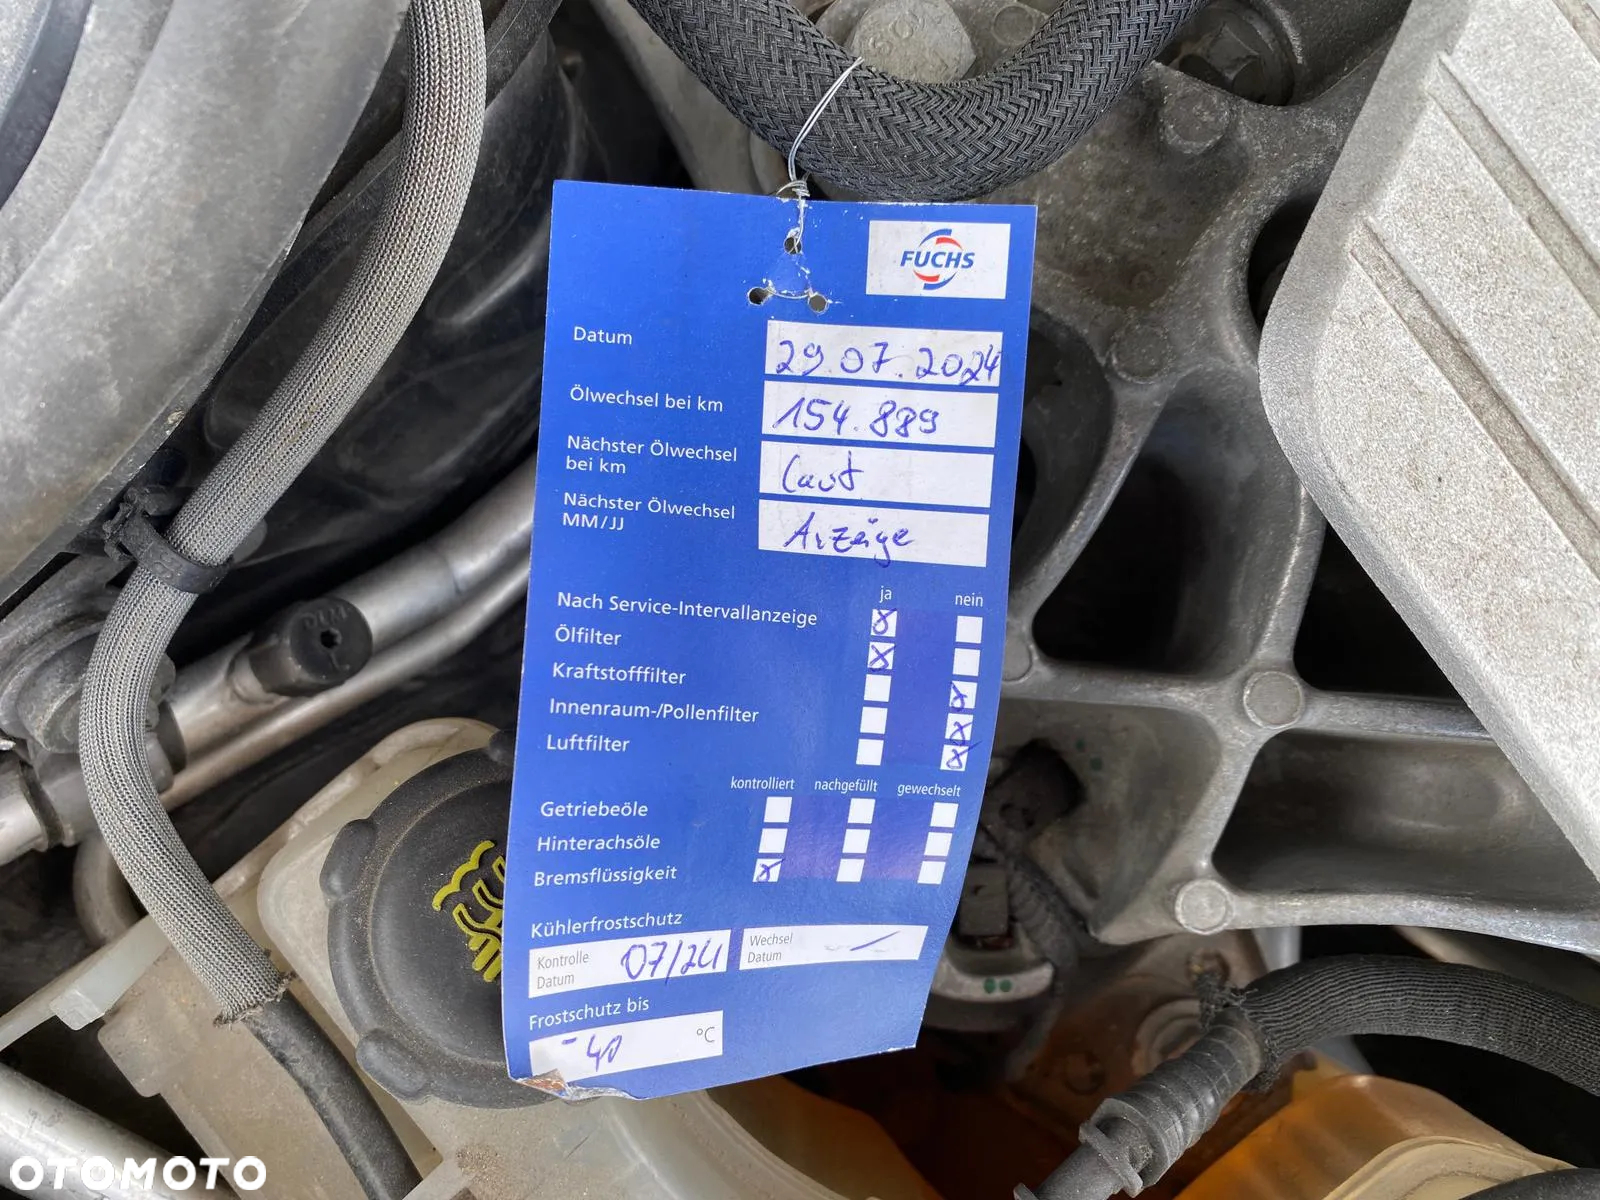 FUCHS
Datum 29.07.2024
Ölwechsel bei km 154.889
Nächster Ölwechsel
bei km Laut
Nächster Ölwechsel
MM/JJ Anzeige
ja nein
Nach Service-Intervallanzeige
Ölfilter
Kraftstofffilter
Innenraum-/Pollenfilter
Luftfilter
kontrolliert nachgefüllt gewechselt
Getriebeöle
Hinterachsöle
Bremsflüssigkeit
Kühlerfrostschutz
Kontrolle
Datum 07/24
Wechsel
Datum
Frostschutz bis
-40 °C
OTOMOTO